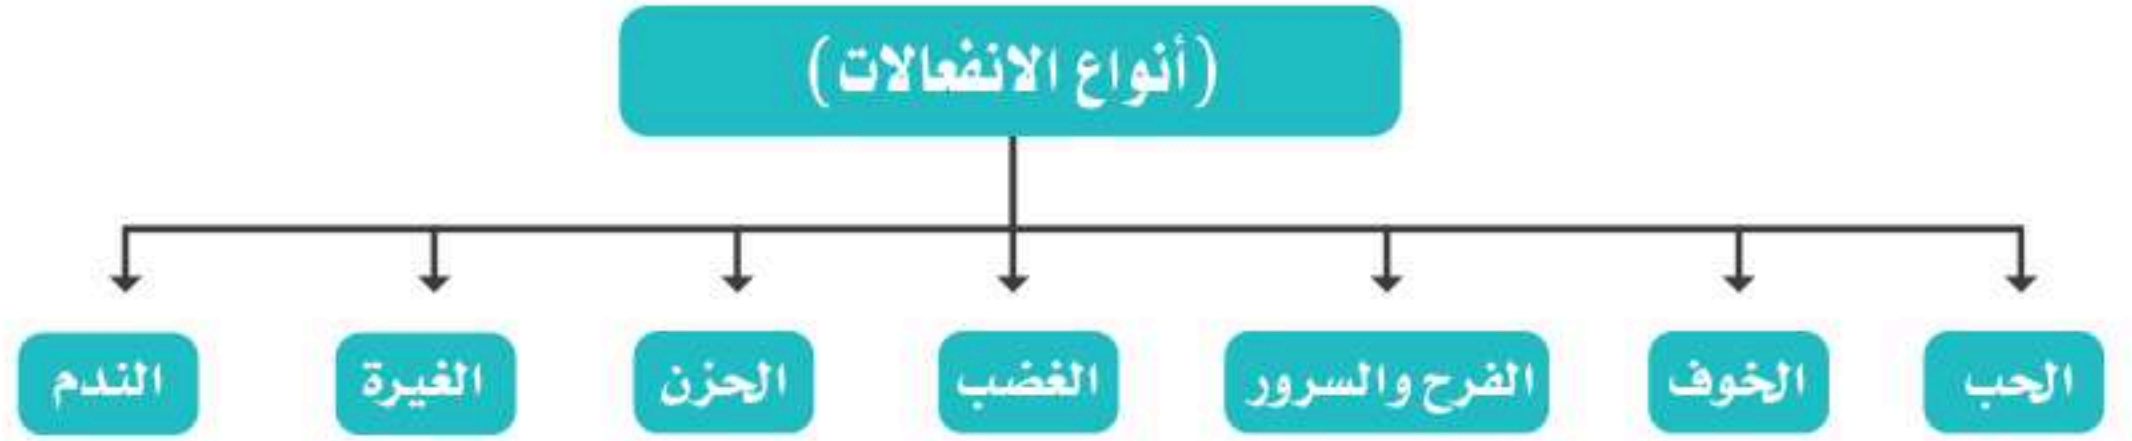 (أنواع الانفعالات)
الحب
الخوف
الفرح والسرور
الغضب
الحزن
الغيرة
الندم